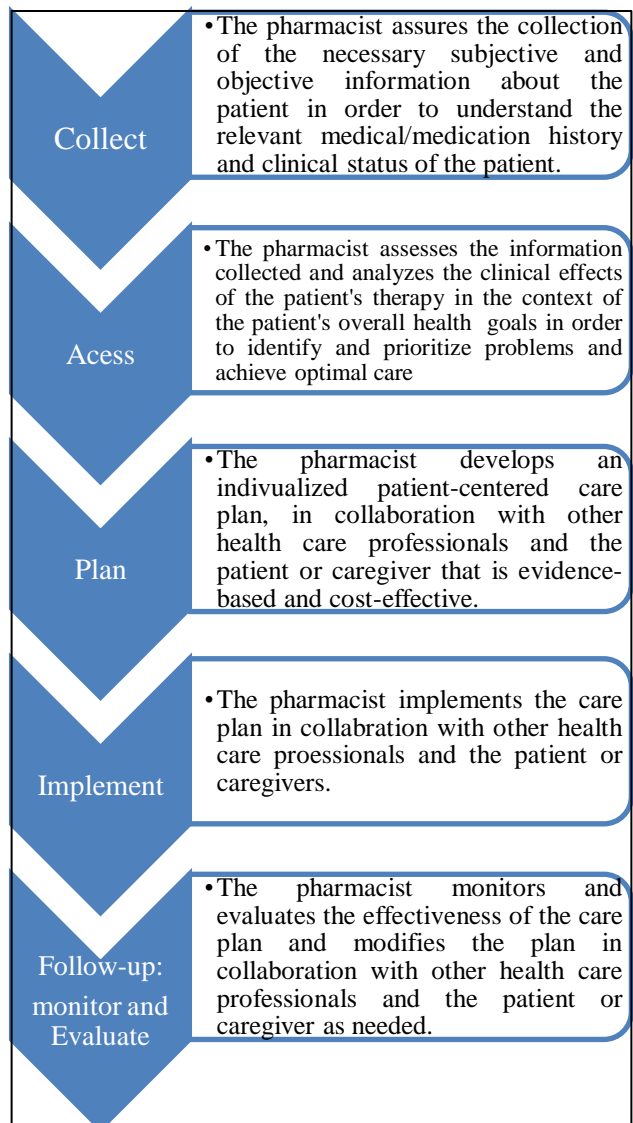 Collect
•The pharmacist assures the collection
of the necessary subjective and
objective information about the
patient in order to understand the
relevant medical/medication history
and clinical status of the patient.
Acess
•The pharmacist assesses the information
collected and analyzes the clinical effects
of the patient's therapy in the context of
the patient's overall health goals in order
to identify and prioritize problems and
achieve optimal care
Plan
•The pharmacist develops an
indivualized patient-centered care
plan, in collaboration with other
health care professionals and the
patient or caregiver that is evidence-
based and cost-effective.
Implement
•The pharmacist implements the care
plan in collabration with other health
care proessionals and the patient or
caregivers.
Follow-up:
monitor and
Evaluate
•The pharmacist monitors and
evaluates the effectiveness of the care
plan and modifies the plan in
collaboration with other health care
professionals and the patient or
caregiver as needed.